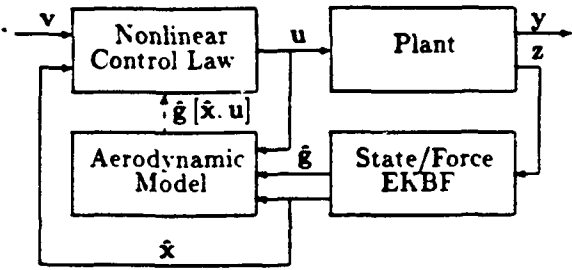 v
Nonlinear
Control Law
u
Plant
y
z
ĝ [x̂. u]
Aerodynamic
Model
ĝ
State/Force
EKBF
x̂